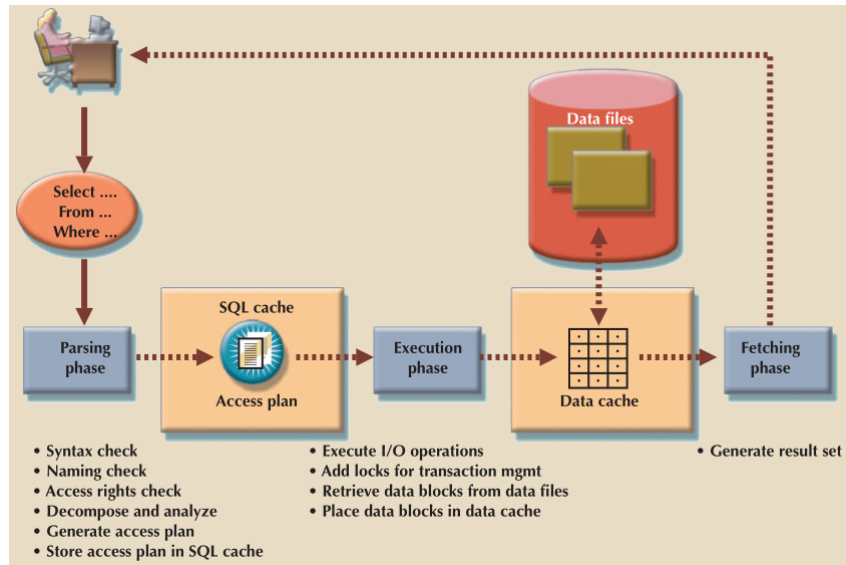 Data files
Select ....
From ...
Where ...
SQL cache
Parsing
phase
Execution
phase
Fetching
phase
Access plan
Data cache
• Syntax check
• Naming check
• Access rights check
• Decompose and analyze
• Generate access plan
• Store access plan in SQL cache
• Execute I/O operations
• Add locks for transaction mgmt
• Retrieve data blocks from data files
• Place data blocks in data cache
• Generate result set